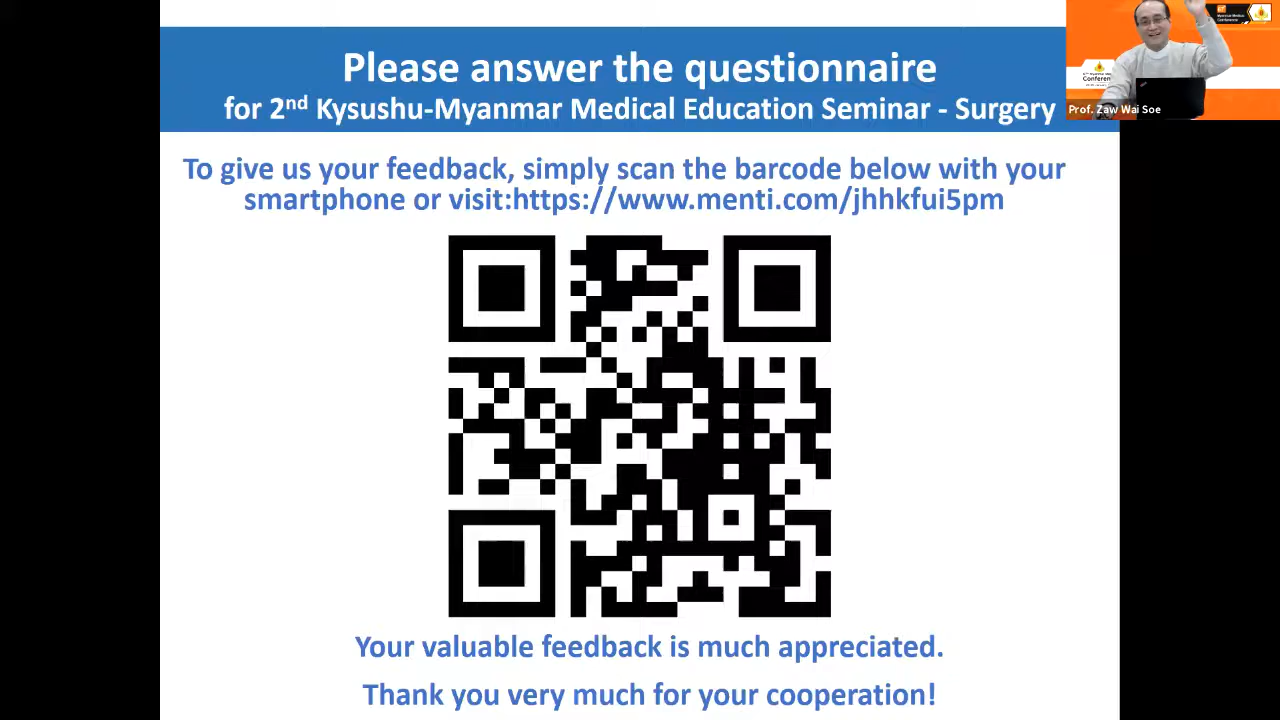 Please answer the questionnaire
for 2nd Kysushu-Myanmar Medical Education Seminar - Surgery
Prof. Zaw Wai Soe
To give us your feedback, simply scan the barcode below with your
smartphone or visit:https://www.menti.com/jhhkfui5pm
Your valuable feedback is much appreciated.
Thank you very much for your cooperation!